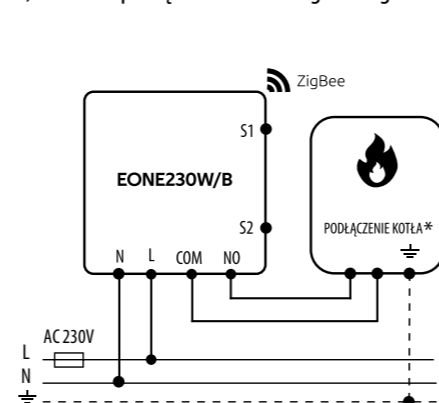 ZigBee
S1
EONE230W/B
S2
PODŁĄCZENIE KOTŁA*
N L COM NO
AC 230V
L
N